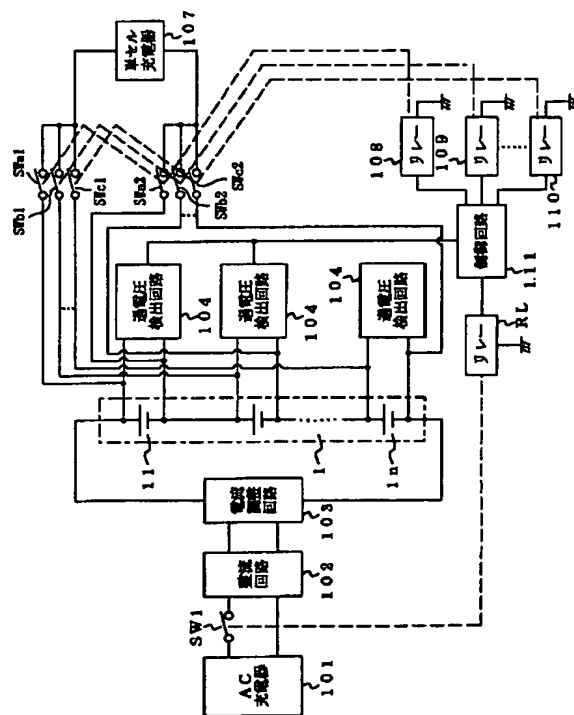 単セル
充電器
107
SWa1
SWb1
SWc1
SWa2
SWb2
SWc2
過電圧
検出回路
104
過電圧
検出回路
104
過電圧
検出回路
104
リレー
108
リレー
109
リレー
110
制御回路
111
リレー
RL
11
1
1n
電流
調整
回路
103
整流
回路
102
SW1
AC
充電器
101